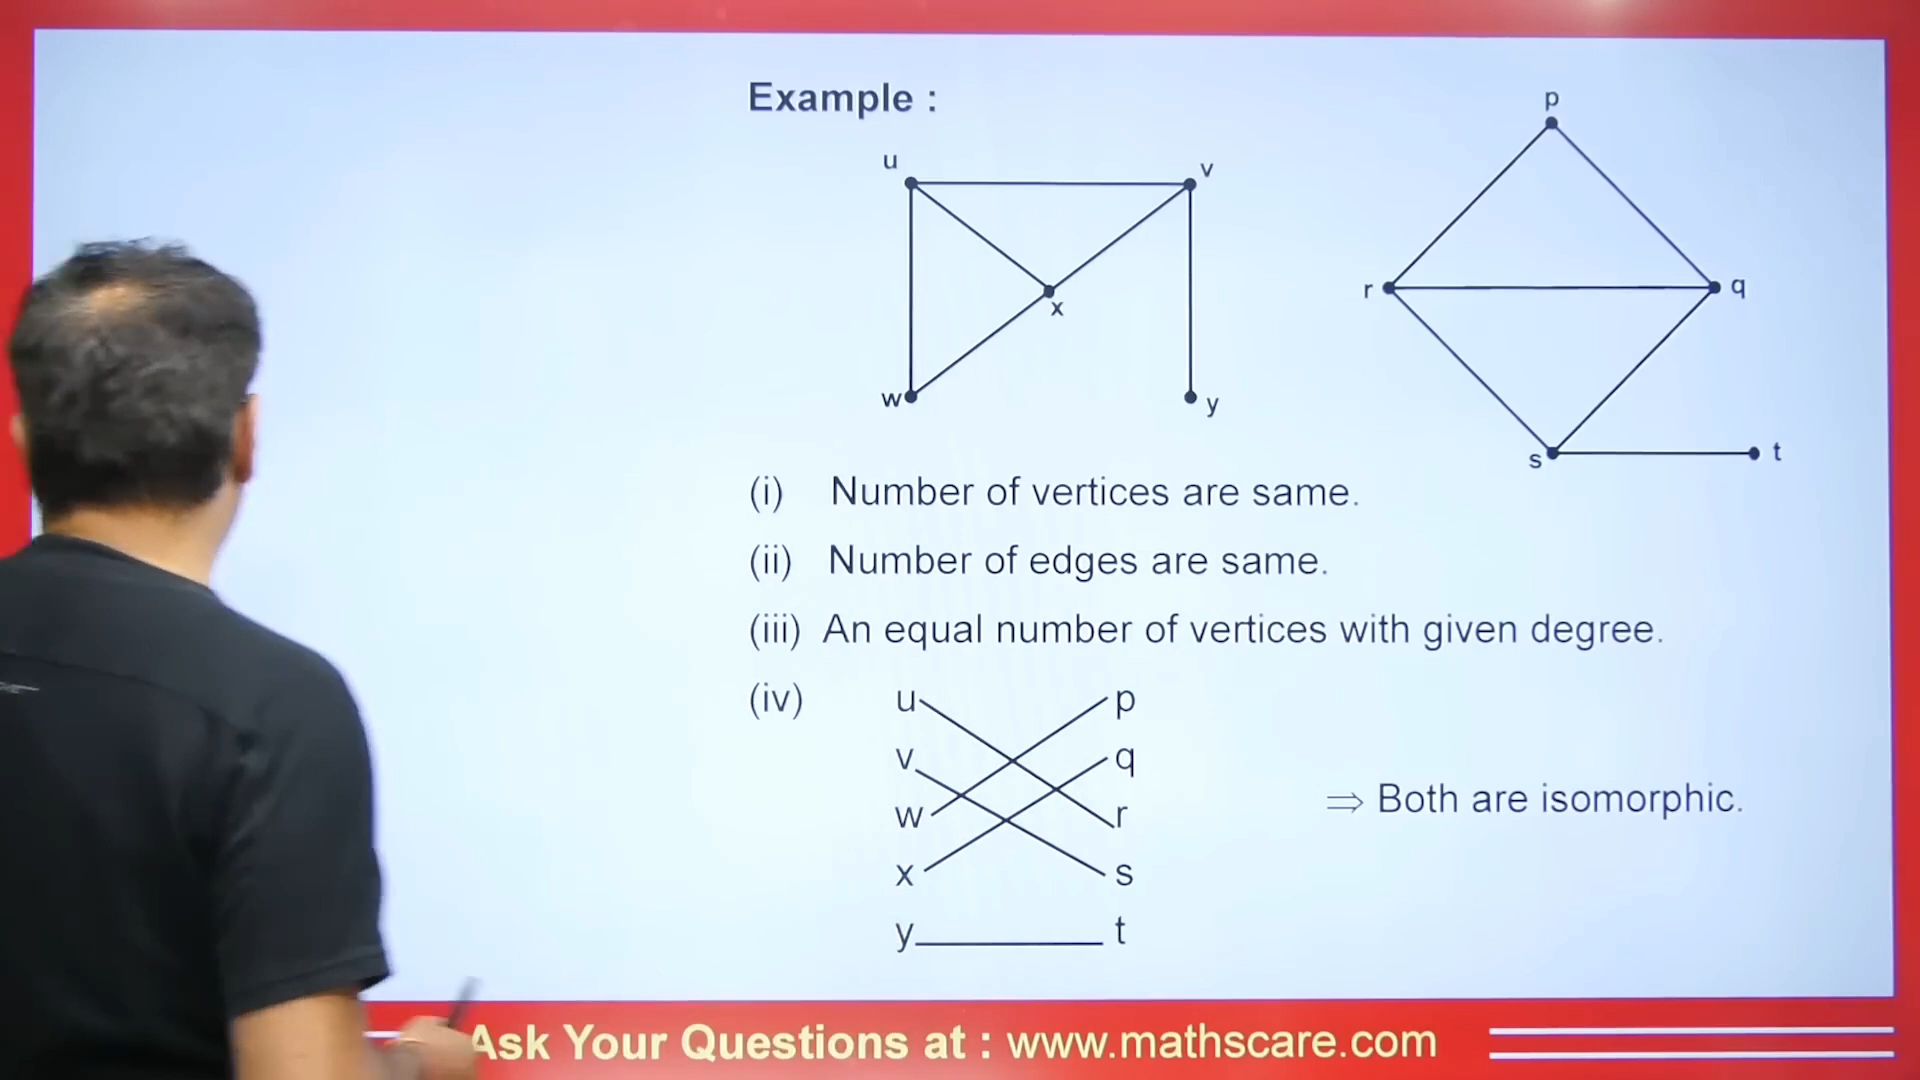 Example :
u
v
x
w
y
p
r
q
s
t
(i) Number of vertices are same.
(ii) Number of edges are same.
(iii) An equal number of vertices with given degree.
(iv)
u p
v q
w r
x s
y t
⇒ Both are isomorphic.
Ask Your Questions at : www.mathscare.com